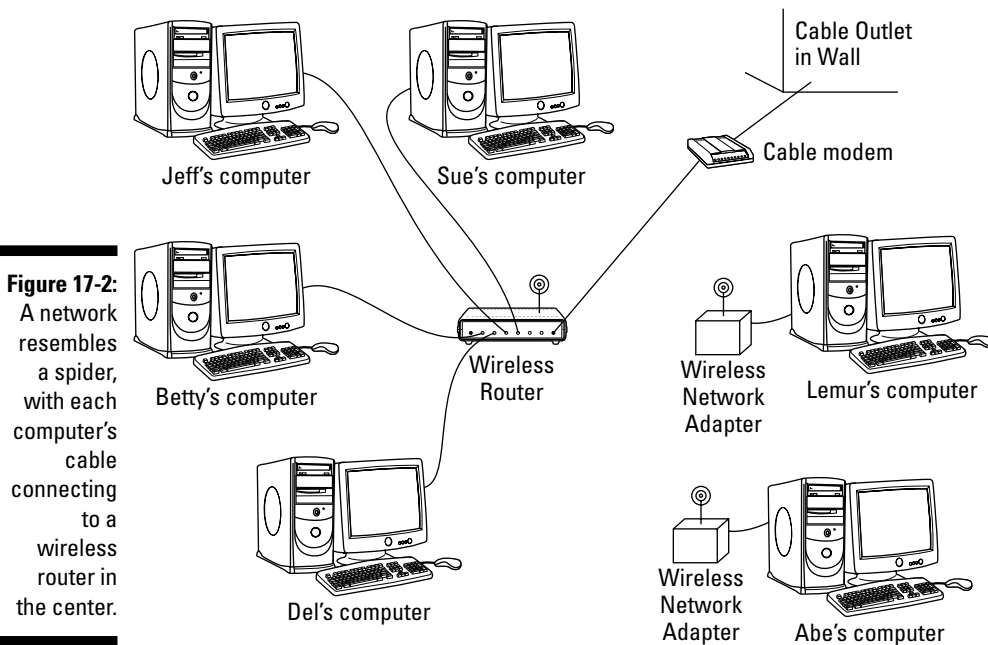 Cable Outlet
in Wall
Cable modem
Jeff's computer
Sue's computer
Figure 17-2:
A network
resembles
a spider,
with each
computer's
cable
connecting
to a
wireless
router in
the center.
Betty's computer
Wireless
Router
Wireless
Network
Adapter
Lemur's computer
Del's computer
Wireless
Network
Adapter
Abe's computer